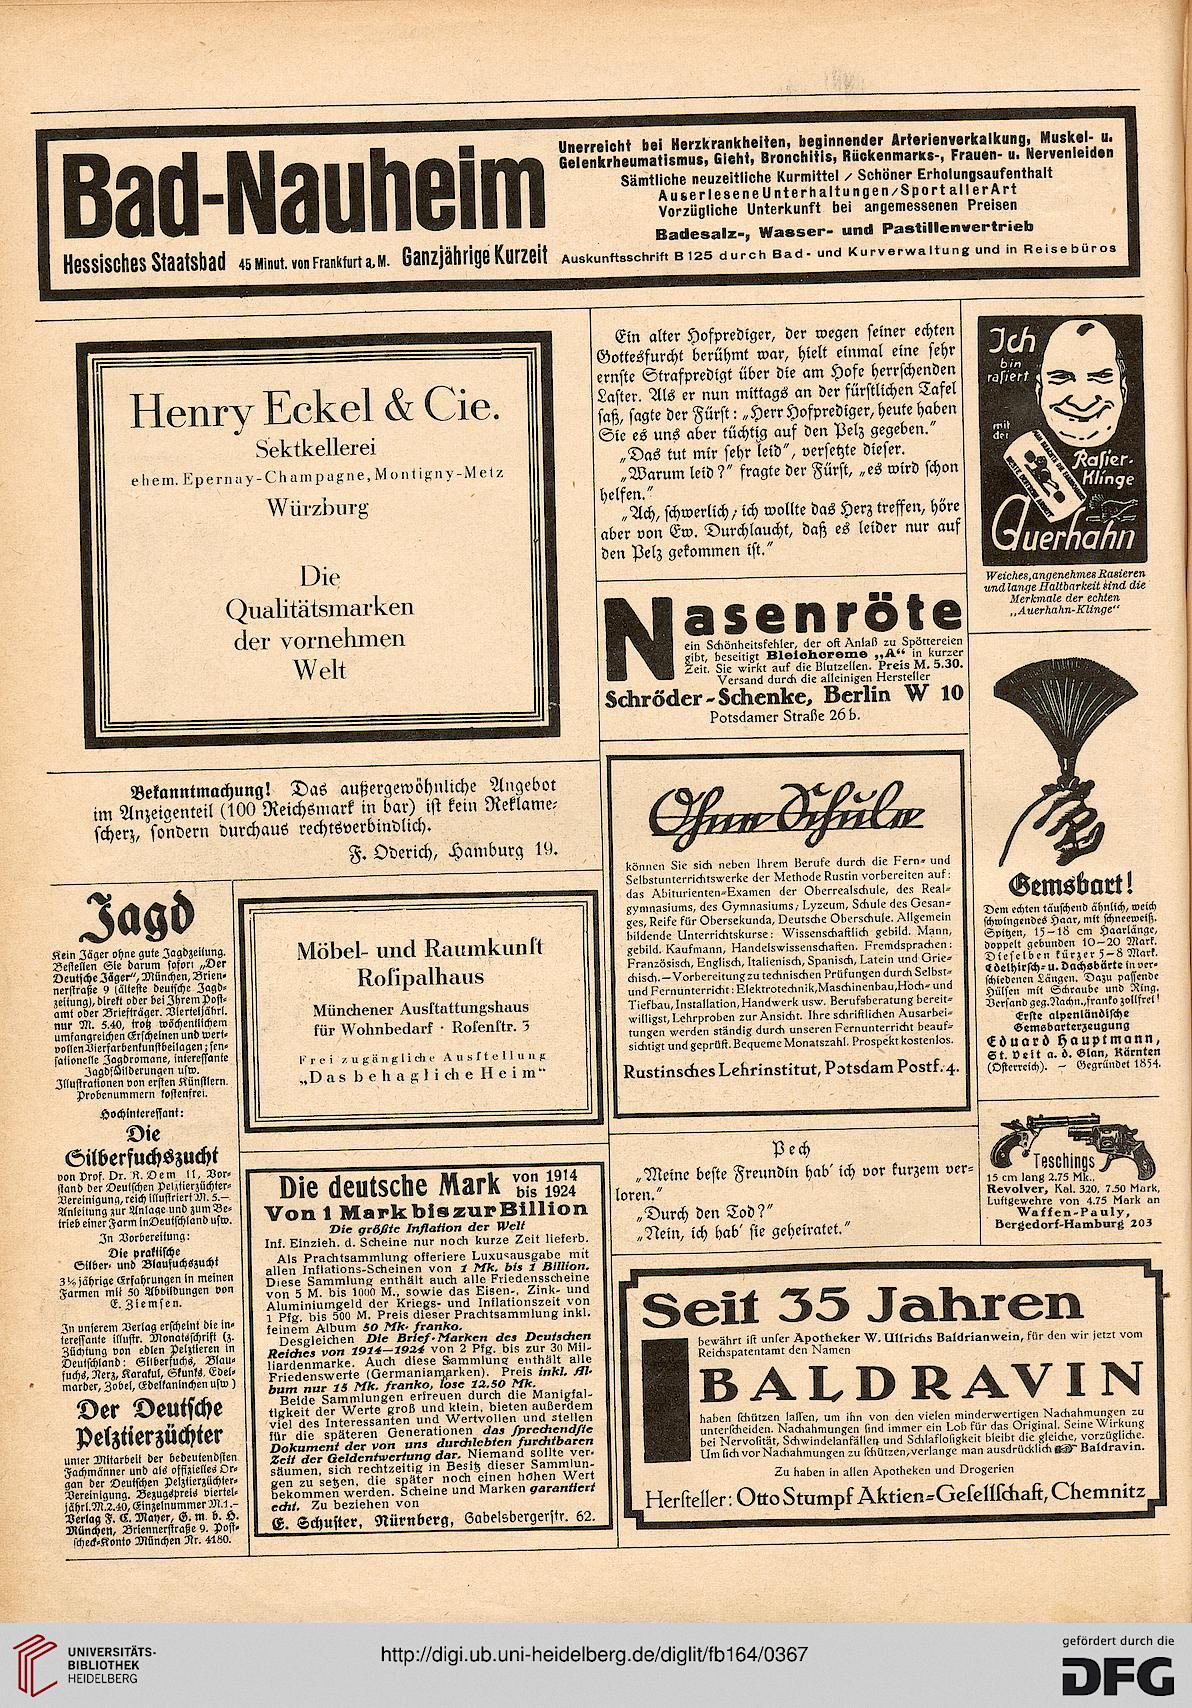 Bad-Nauheim
Hessisches Staatsbad 45 Minut. von Frankfurt a. M. Ganzjährige Kurzeit
Unerreicht bei Herzkrankheiten, beginnender Arterienverkalkung, Muskel- u.
Gelenkrheumatismus, Gicht, Bronchitis, Rückenmarks-, Frauen- u. Nervenleiden
Sämtliche neuzeitliche Kurmittel / Schöner Erholungsaufenthalt
Auserlesene Unterhaltungen / Sport aller Art
Vorzügliche Unterkunft bei angemessenen Preisen
Badesalz-, Wasser- und Pastillenvertrieb
Auskunftsschrift B 125 durch Bad- und Kurverwaltung und in Reisebüros
Henry Eckel & Cie.
Sektkellerei
ehem. Epernay-Champagne, Montigny-Metz
Würzburg
Die
Qualitätsmarken
der vornehmen
Welt
Bekanntmachung! Das außergewöhnliche Angebot
im Anzeigenteil (100 Reichsmark in bar) ist kein Reklame-
scherz, sondern durchaus rechtsverbindlich.
F. Oderich, Hamburg 19.
Jagd
Kein Jäger ohne gute Jagdzeitung.
Bestellen Sie darum sofort „Der
Deutsche Jäger“, München, Brien-
nerstraße 9 (älteste deutsche Jagd-
zeitung), direkt oder bei Ihrem Post-
amt oder Briefträger. Vierteljährl.
nur M. 5.40, trotz wöchentlichem
umfangreichen Erscheinen und wert-
vollen Vierfarbenkunstbeilagen; sen-
sationelle Jagdromane, interessante
Jagdschilderungen usw.
Illustrationen von ersten Künstlern.
Probenummern kostenfrei.
Hochinteressant:
Die
Silberfuchszucht
von Prof. Dr. R. Dem ll, Vor-
stand der Deutschen Pelztierzüchter-
Vereinigung, reich illustriert M. 5.—
Anleitung zur Anlage und zum Be-
trieb einer Farm in Deutschland usw.
In Vorbereitung:
Die praktische
Silber- und Blaufuchszucht
3½ jährige Erfahrungen in meinen
Farmen mit 50 Abbildungen von
E. Ziemsen.
In unserem Verlag erscheint die in-
teressante illustr. Monatsschrift (z.
Züchtung von edlen Pelztieren in
Deutschland: Silberfuchs, Blau-
fuchs, Nerz, Karakul, Skunks, Edel-
marder, Zobel, Edelkaninchen usw.)
Der Deutsche
Pelztierzüchter
unter Mitarbeit der bedeutendsten
Fachmänner und als offizielles Or-
gan der Deutschen Pelztierzüchter-
Vereinigung. Bezugspreis viertel-
jährl. M. 2.40, Einzelnummer M. 1.—
Verlag F. C. Mayer, G. m. b. H.
München, Briennerstraße 9. Post-
scheck-Konto München Nr. 4180.
Möbel- und Raumkunst
Rosipalhaus
Münchener Ausstattungshaus
für Wohnbedarf · Rosenstr. 3
Frei zugängliche Ausstellung
„Das behagliche Heim“
Die deutsche Mark von 1914
bis 1924
Von 1 Mark bis zur Billion
Die größte Inflation der Welt
Inf. Einzieh. d. Scheine nur noch kurze Zeit lieferb.
Als Prachtsammlung offeriere Luxusausgabe mit
allen Inflations-Scheinen von 1 Mk. bis 1 Billion.
Diese Sammlung enthält auch alle Friedensscheine
von 5 M. bis 1000 M., sowie das Eisen-, Zink- und
Aluminiumgeld der Kriegs- und Inflationszeit von
1 Pfg. bis 500 M. Preis dieser Prachtsammlung inkl.
feinem Album 50 Mk. franko.
Desgleichen Die Brief-Marken des Deutschen
Reiches von 1914—1924 von 2 Pfg. bis zur 30 Mil-
liardenmarke. Auch diese Sammlung enthält alle
Friedenswerte (Germaniamarken). Preis inkl. Al-
bum nur 15 Mk. franko, lose 12.50 Mk.
Beide Sammlungen erfreuen durch die Manigfal-
tigkeit der Werte groß und klein, bieten außerdem
viel des Interessanten und Wertvollen und stellen
für die späteren Generationen das sprechendste
Dokument der von uns durchlebten furchtbaren
Zeit der Geldentwertung dar. Niemand sollte ver-
säumen, sich rechtzeitig in Besitz dieser Sammlun-
gen zu setzen, die später noch einen hohen Wert
bekommen werden. Scheine und Marken garantiert
echt. Zu beziehen von
E. Schuster, Nürnberg, Gabelsbergerstr. 62.
Ein alter Hofprediger, der wegen seiner echten
Gottesfurcht berühmt war, hielt einmal eine sehr
ernste Strafpredigt über die am Hofe herrschenden
Laster. Als er nun mittags an der fürstlichen Tafel
saß, sagte der Fürst: „Herr Hofprediger, heute haben
Sie es uns aber tüchtig auf den Pelz gegeben.“
„Das tut mir sehr leid“, versetzte dieser.
„Warum leid?“ fragte der Fürst, „es wird schon
helfen.“
„Ach, schwerlich; ich wollte das Herz treffen, höre
aber von Ew. Durchlaucht, daß es leider nur auf
den Pelz gekommen ist.“
Nasenröte
ein Schönheitsfehler, der oft Anlaß zu Spöttereien
gibt, beseitigt Bleichcreme „A“ in kurzer
Zeit. Sie wirkt auf die Blutzellen. Preis M. 5.30.
Versand durch die alleinigen Hersteller
Schröder-Schenke, Berlin W 10
Potsdamer Straße 26 b.
Ohne Schule
können Sie sich neben Ihrem Berufe durch die Fern- und
Selbstunterrichtswerke der Methode Rustin vorbereiten auf:
das Abiturienten-Examen der Oberrealschule, des Real-
gymnasiums, des Gymnasiums; Lyzeum, Schule des Gesan-
ges, Reife für Obersekunda, Deutsche Oberschule. Allgemein
bildende Unterrichtskurse: Wissenschaftlich gebild. Mann,
gebild. Kaufmann, Handelswissenschaften. Fremdsprachen:
Französisch, Englisch, Italienisch, Spanisch, Latein und Grie-
chisch. — Vorbereitung zu technischen Prüfungen durch Selbst-
und Fernunterricht: Elektrotechnik, Maschinenbau, Hoch- und
Tiefbau, Installation, Handwerk usw. Berufsberatung bereit-
willigst, Lehrproben zur Ansicht. Ihre schriftlichen Ausarbei-
tungen werden ständig durch unseren Fernunterricht beauf-
sichtigt und geprüft. Bequeme Monatszahl. Prospekt kostenlos.
Rustinsches Lehrinstitut, Potsdam Postf. 4.
Pech
„Meine beste Freundin hab' ich vor kurzem ver-
loren.“
„Durch den Tod?“
„Nein, ich hab' sie geheiratet.“
Ich
bin
rasiert
mit
der
Rasier-
Klinge
Auerhahn
Weiches, angenehmes Rasieren
und lange Haltbarkeit sind die
Merkmale der echten
„Auerhahn-Klinge“
Gemsbart!
Dem echten täuschend ähnlich, weich
schwingendes Haar, mit schneeweiß.
Spitzen, 15–18 cm Haarlänge,
doppelt gebunden 10–20 Mark.
Dieselben kürzer 5–8 Mark.
Edelhirsch- u. Dachsbärte in ver-
schiedenen Längen. Dazu passende
Hülsen mit Schraube und Ring.
Versand geg. Nachn., franko zollfrei!
Erste alpenländische
Gemsbarterzeugung
Eduard Hauptmann,
St. Veit a. d. Glan, Kärnten
(Österreich). — Gegründet 1854.
Teschings
15 cm lang 2.75 Mk.,
Revolver, Kal. 320, 7.50 Mark,
Luftgewehre von 4.75 Mark an
Waffen-Pauly,
Bergedorf-Hamburg 203
Seit 35 Jahren
bewährt ist unser Apotheker W. Ullrichs Baldrianwein, für den wir jetzt vom
Reichspatentamt den Namen
BALDRAVIN
haben schützen lassen, um ihn von den vielen minderwertigen Nachahmungen zu
unterscheiden. Nachahmungen sind immer ein Lob für das Original. Seine Wirkung
bei Nervosität, Schwindelanfällen und Schlaflosigkeit bleibt die gleiche, vorzügliche.
Um sich vor Nachahmungen zu schützen, verlange man ausdrücklich Baldravin.
Zu haben in allen Apotheken und Drogerien
Hersteller: Otto Stumpf Aktien-Gesellschaft, Chemnitz
UNIVERSITÄTS-
BIBLIOTHEK
HEIDELBERG
http://digi.ub.uni-heidelberg.de/diglit/fb164/0367
gefördert durch die
DFG